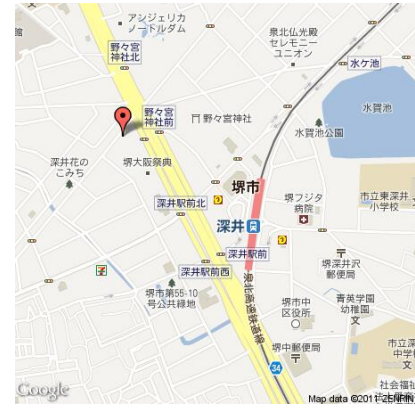 アンジェリカ
ノードルダム
泉北仏光殿
セレモニー
ユニオン
野々宮
神社北
水ケ池
野々宮
神社前
野々宮神社
水賀池
水賀池公園
深井花の
こみち
堺大阪祭典
堺市
堺フジタ
病院
市立東深井
小学校
深井駅前北
深井
深井駅前
深井駅前西
堺深井沢
郵便局
泉北高速鉄道線
堺市第55-10
号公共緑地
堺市中
区役所
菁英学園
幼稚園
堺中郵便局
市立深
中学校
34
社会福
Google
Map data ©2011 ZENRIN